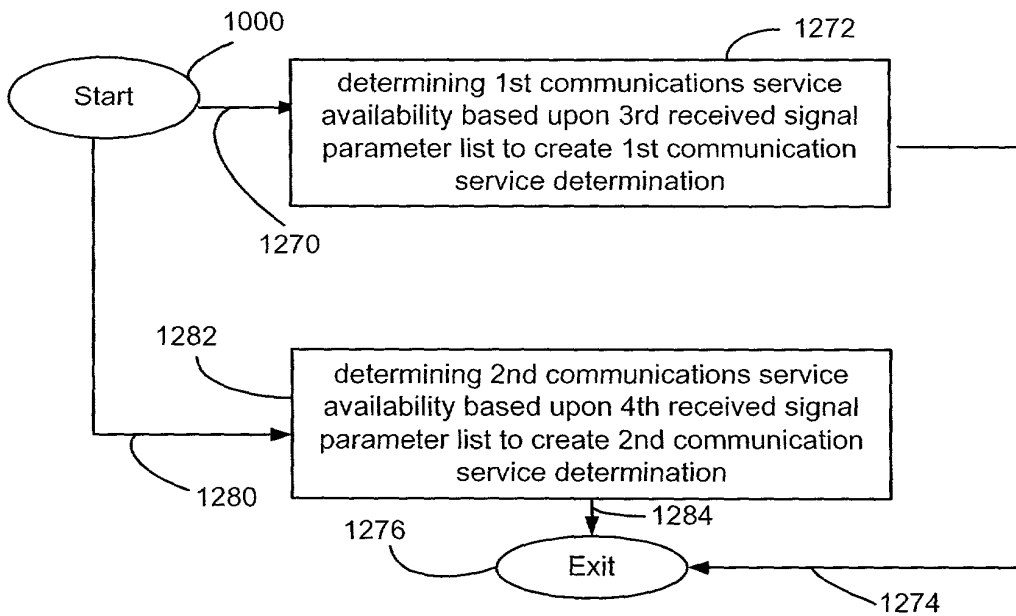 1000
1272
Start
determining 1st communications service
availability based upon 3rd received signal
parameter list to create 1st communication
service determination
1270
1282
determining 2nd communications service
availability based upon 4th received signal
parameter list to create 2nd communication
service determination
1280
1284
1276
Exit
1274